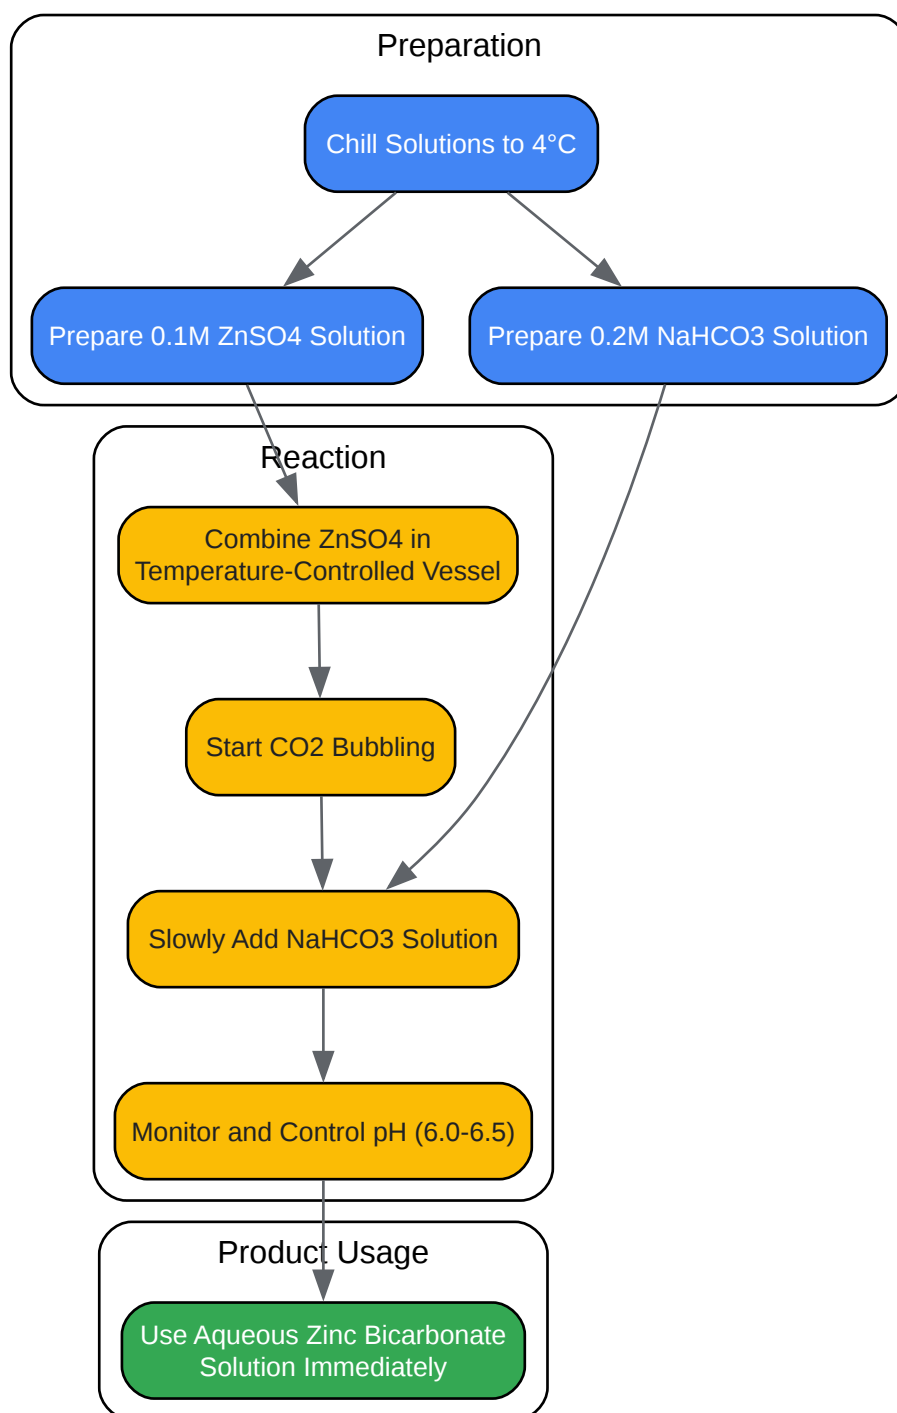 Preparation
Chill Solutions to 4°C
Prepare 0.1M ZnSO4 Solution
Prepare 0.2M NaHCO3 Solution
Reaction
Combine ZnSO4 in
Temperature-Controlled Vessel
Start CO2 Bubbling
Slowly Add NaHCO3 Solution
Monitor and Control pH (6.0-6.5)
Product Usage
Use Aqueous Zinc Bicarbonate
Solution Immediately